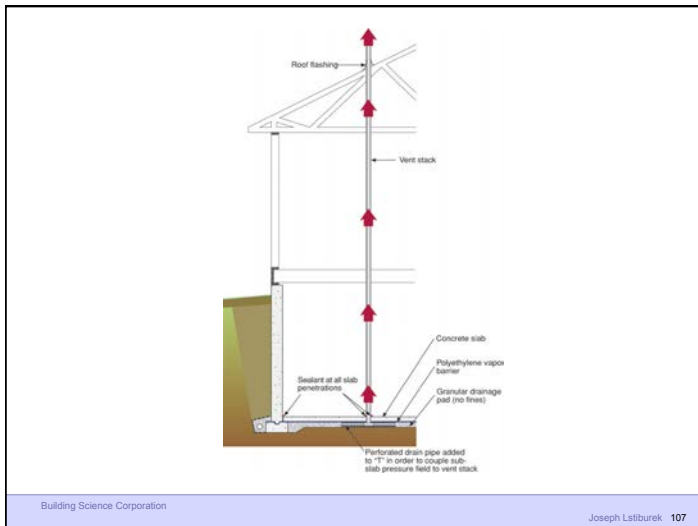 Roof flashing
Vent stack
Concrete slab
Polyethylene vapor
barrier
Granular drainage
pad (no fines)
Sealant at all slab
penetrations
Perforated drain pipe added
to "T" in order to couple sub-
slab pressure field to vent stack
Building Science Corporation
Joseph Lstiburek 107